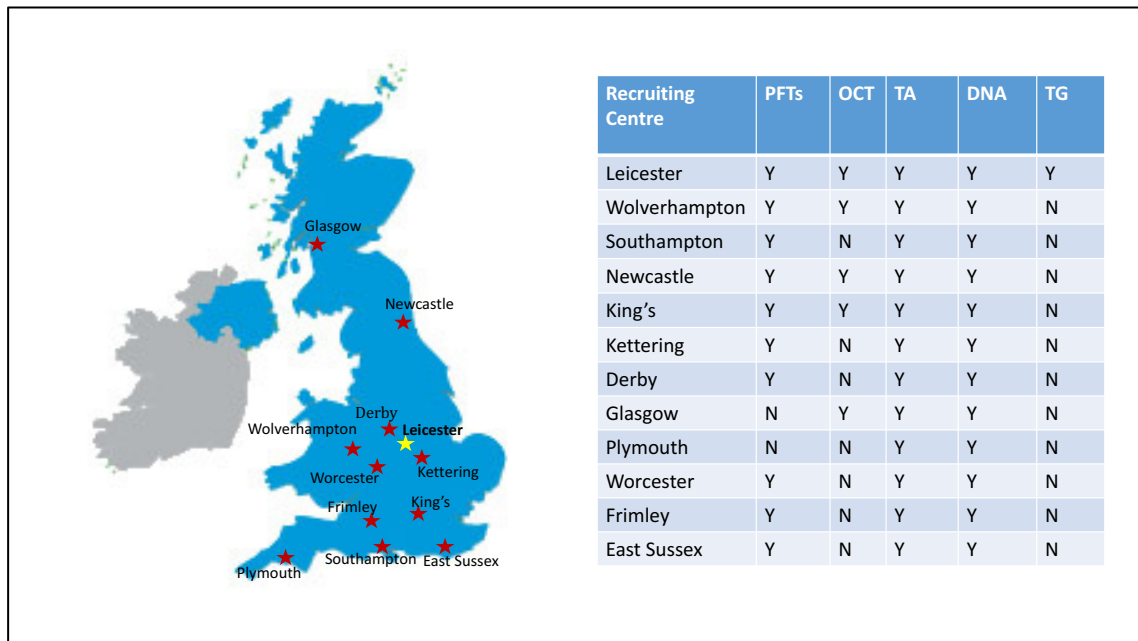 Glasgow
Newcastle
Derby
Wolverhampton
Leicester
Worcester
Kettering
Frimley
King's
Plymouth
Southampton
East Sussex
Recruiting Centre PFTs OCT TA DNA TG
Leicester Y Y Y Y Y
Wolverhampton Y Y Y Y N
Southampton Y N Y Y N
Newcastle Y Y Y Y N
King's Y Y Y Y N
Kettering Y N Y Y N
Derby Y N Y Y N
Glasgow N Y Y Y N
Plymouth N N Y Y N
Worcester Y N Y Y N
Frimley Y N Y Y N
East Sussex Y N Y Y N